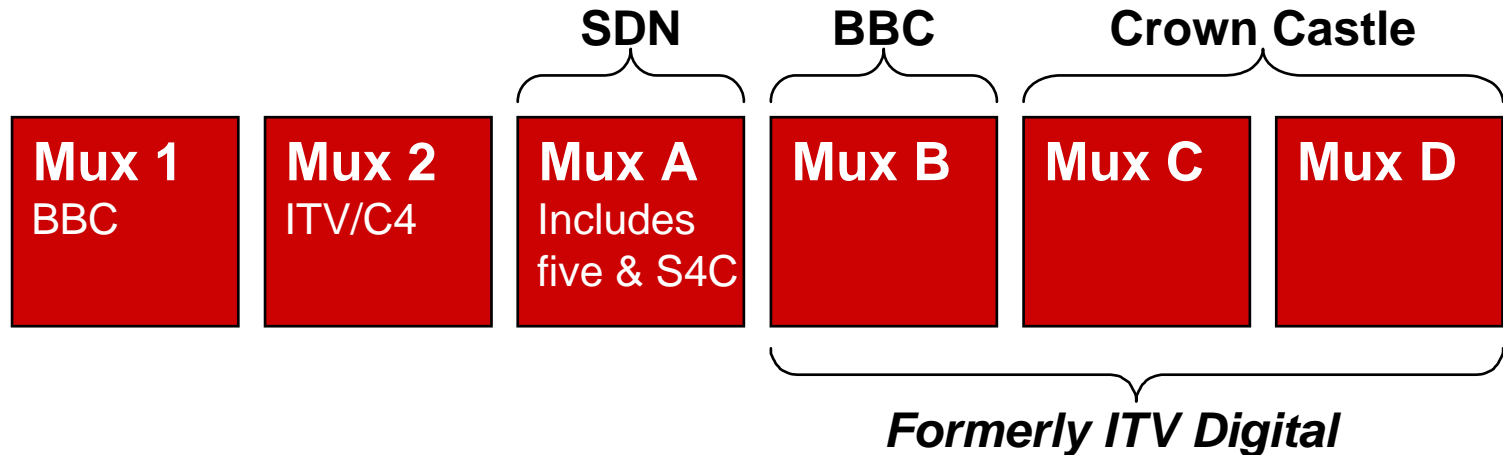 SDN BBC Crown Castle
Mux 1 Mux 2 Mux A Mux B Mux C Mux D
BBC ITV/C4 Includes
five & S4C
Formerly ITV Digital